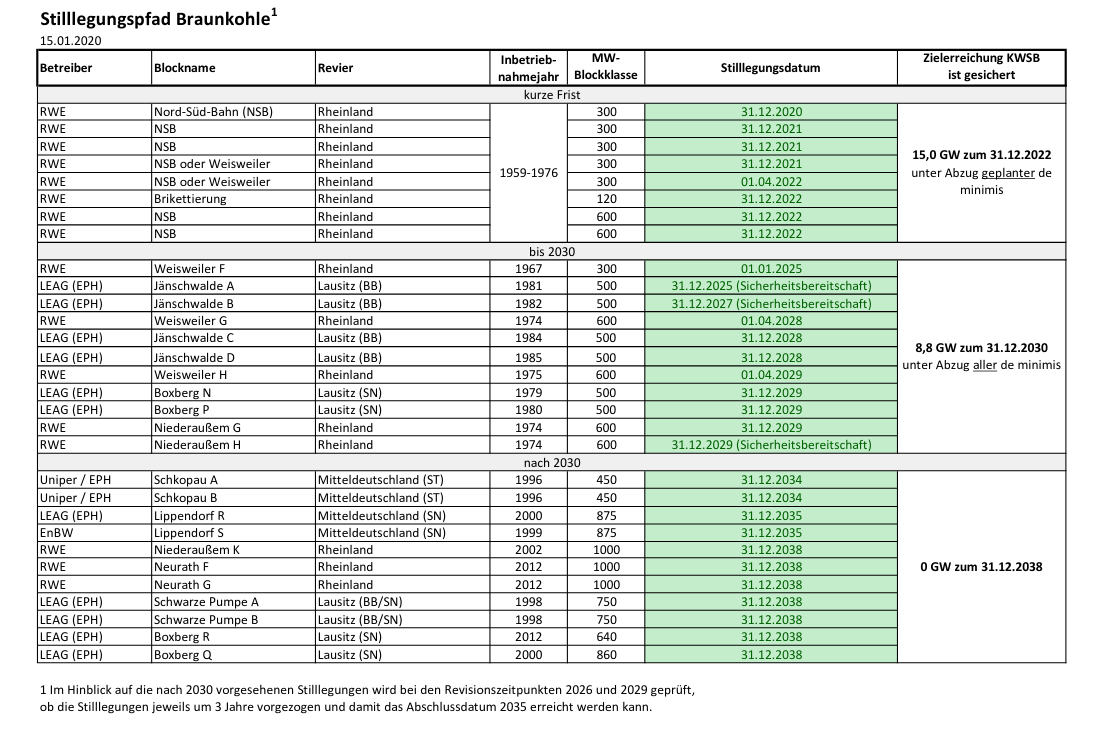 Stilllegungspfad Braunkohle1
15.01.2020
Betreiber Blockname Revier Inbetrieb-nahmejahr MW-Blockklasse Stilllegungsdatum Zielerreichung KWSB ist gesichert
kurze Frist
RWE Nord-Süd-Bahn (NSB) Rheinland 300 31.12.2020
RWE NSB Rheinland 300 31.12.2021
RWE NSB Rheinland 300 31.12.2021
RWE NSB oder Weisweiler Rheinland 300 31.12.2021
RWE NSB oder Weisweiler Rheinland 300 01.04.2022
RWE Brikettierung Rheinland 120 31.12.2022
RWE NSB Rheinland 600 31.12.2022
RWE NSB Rheinland 600 31.12.2022
1959-1976
15,0 GW zum 31.12.2022
unter Abzug geplanter de
minimis
bis 2030
RWE Weisweiler F Rheinland 1967 300 01.01.2025
LEAG (EPH) Jänschwalde A Lausitz (BB) 1981 500 31.12.2025 (Sicherheitsbereitschaft)
LEAG (EPH) Jänschwalde B Lausitz (BB) 1982 500 31.12.2027 (Sicherheitsbereitschaft)
RWE Weisweiler G Rheinland 1974 600 01.04.2028
LEAG (EPH) Jänschwalde C Lausitz (BB) 1984 500 31.12.2028
LEAG (EPH) Jänschwalde D Lausitz (BB) 1985 500 31.12.2028
RWE Weisweiler H Rheinland 1975 600 01.04.2029
LEAG (EPH) Boxberg N Lausitz (SN) 1979 500 31.12.2029
LEAG (EPH) Boxberg P Lausitz (SN) 1980 500 31.12.2029
RWE Niederaußem G Rheinland 1974 600 31.12.2029
RWE Niederaußem H Rheinland 1974 600 31.12.2029 (Sicherheitsbereitschaft)
8,8 GW zum 31.12.2030
unter Abzug aller de minimis
nach 2030
Uniper / EPH Schkopau A Mitteldeutschland (ST) 1996 450 31.12.2034
Uniper / EPH Schkopau B Mitteldeutschland (ST) 1996 450 31.12.2034
LEAG (EPH) Lippendorf R Mitteldeutschland (SN) 2000 875 31.12.2035
EnBW Lippendorf S Mitteldeutschland (SN) 1999 875 31.12.2035
RWE Niederaußem K Rheinland 2002 1000 31.12.2038
RWE Neurath F Rheinland 2012 1000 31.12.2038
RWE Neurath G Rheinland 2012 1000 31.12.2038
LEAG (EPH) Schwarze Pumpe A Lausitz (BB/SN) 1998 750 31.12.2038
LEAG (EPH) Schwarze Pumpe B Lausitz (BB/SN) 1998 750 31.12.2038
LEAG (EPH) Boxberg R Lausitz (SN) 2012 640 31.12.2038
LEAG (EPH) Boxberg Q Lausitz (SN) 2000 860 31.12.2038
0 GW zum 31.12.2038
1 Im Hinblick auf die nach 2030 vorgesehenen Stilllegungen wird bei den Revisionszeitpunkten 2026 und 2029 geprüft,
ob die Stilllegungen jeweils um 3 Jahre vorgezogen und damit das Abschlussdatum 2035 erreicht werden kann.